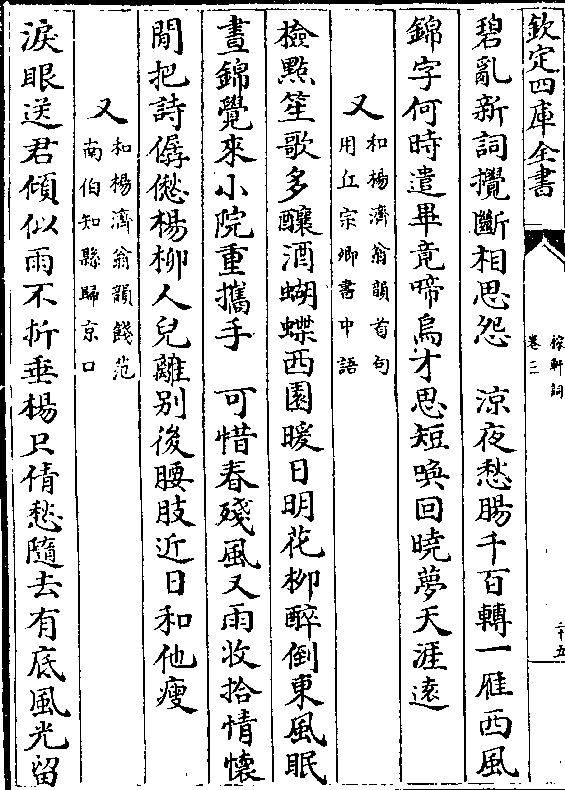 欽定四庫全書
稼軒詞
卷三
二十五
碧亂新詞攪斷相思怨　涼夜愁腸千百轉一雁西風
錦字何時遣畢竟啼烏才思短喚回曉夢天涯遠
又
和楊濟翁韻首句
用丘宗卿書中語
檢點笙歌多釀酒蝴蝶西園暖日明花柳醉倒東風眠
晝錦覺來小院重攜手　可惜春殘風又雨收拾情懷
閒把詩僝僽楊柳人兒離别後腰肢近日和他瘦
又
和楊濟翁韻餞范
南伯知縣歸京口
淚眼送君傾似雨不折垂楊只倩愁隨去有底風光留